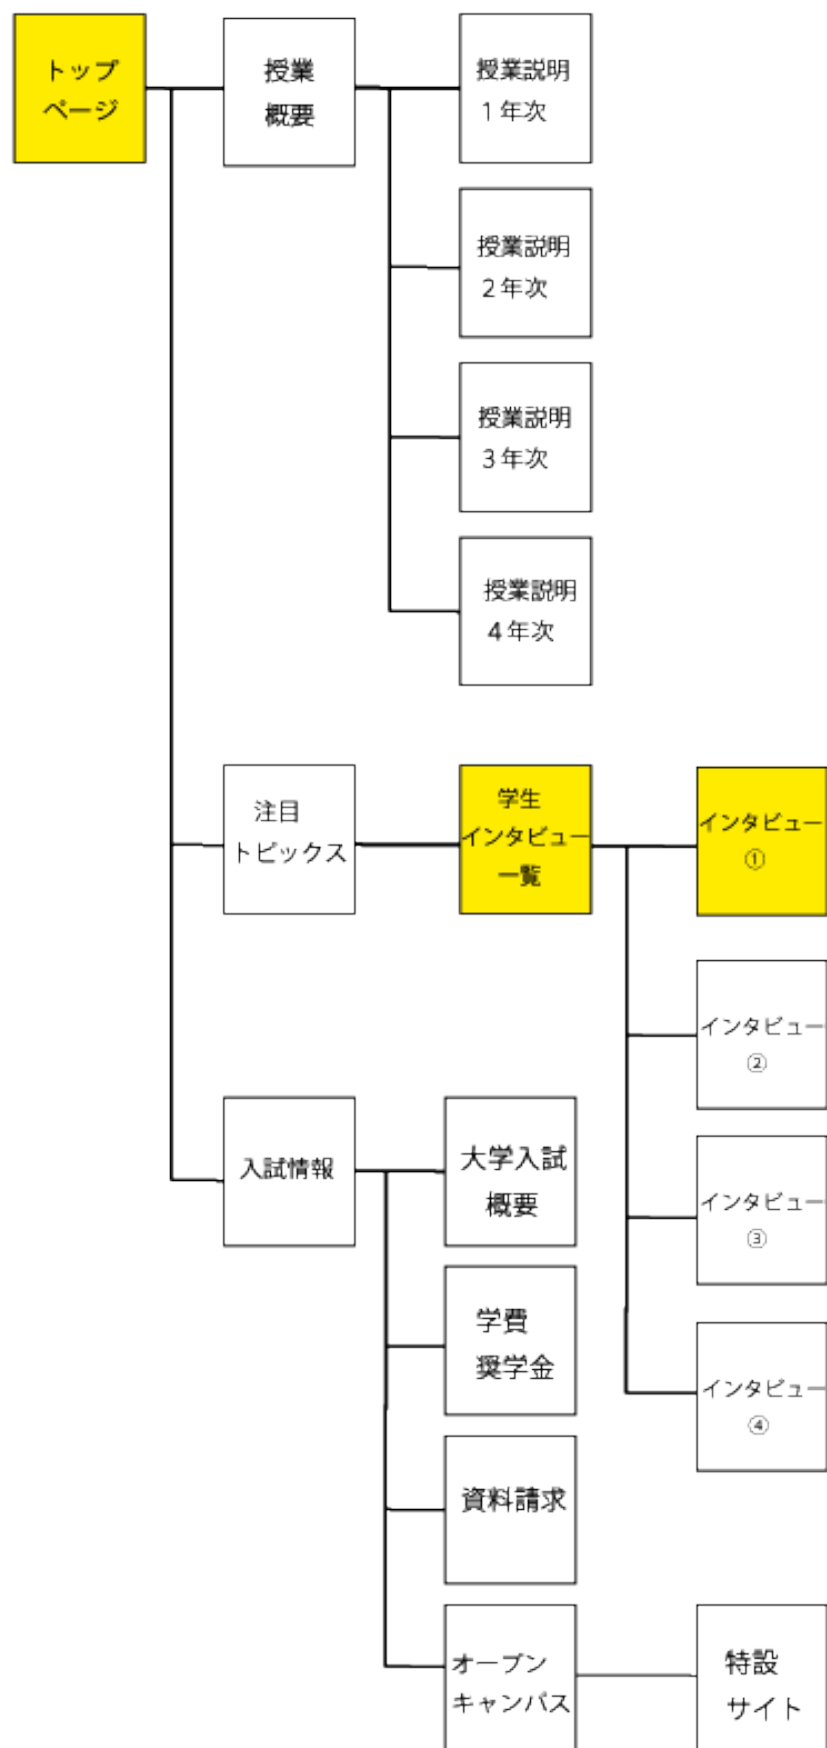 トップ
ページ
授業
概要
授業説明
1年次
授業説明
2年次
授業説明
3年次
授業説明
4年次
注目
トピックス
学生
インタビュー
一覧
インタビュー
①
インタビュー
②
インタビュー
③
インタビュー
④
入試情報
大学入試
概要
学費
奨学金
資料請求
オープン
キャンパス
特設
サイト